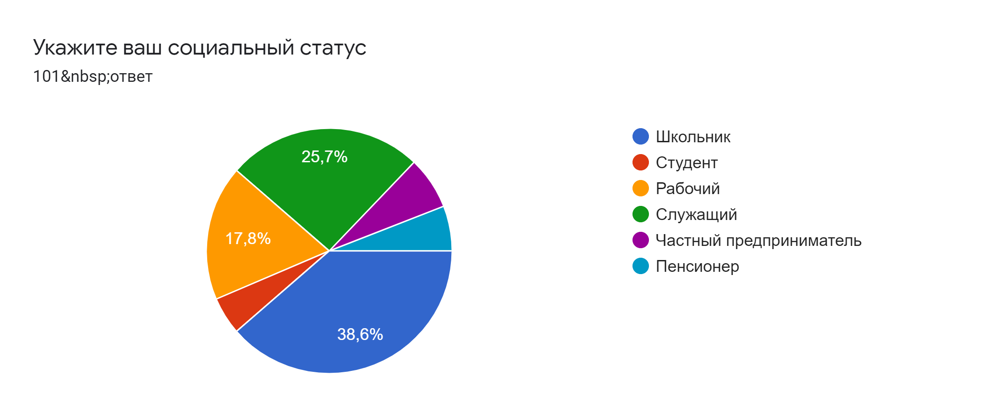 Укажите ваш социальный статус
101&nbsp;ответ
25,7%
17,8%
38,6%
Школьник
Студент
Рабочий
Служащий
Частный предприниматель
Пенсионер